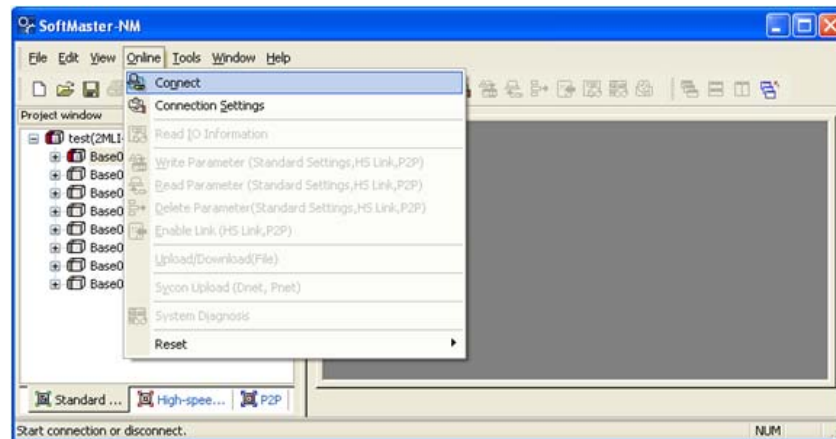 SoftMaster-NM
File Edit View Online Tools Window Help
Project window
Connect
Connection Settings
Read IO Information
Write Parameter (Standard Settings,HS Link,P2P)
Read Parameter (Standard Settings,HS Link,P2P)
Delete Parameter(Standard Settings,HS Link,P2P)
Enable Link (HS Link,P2P)
Upload/Download(File)
Sycon Upload (Dnet, Pnet)
System Diagnosis
Reset
test(2MLI-
Base0
Base0
Base0
Base0
Base0
Base0
Base0
Base0
Standard ... High-spee... P2P
Start connection or disconnect. NUM